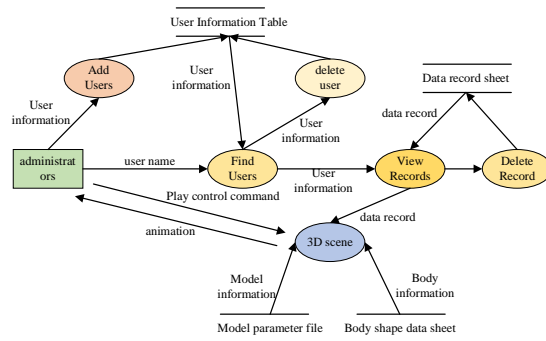 User Information Table
Add
Users
User
information
delete
user
Data record sheet
User
information
User
information
data record
administrat
ors
user name
Find
Users
User
information
View
Records
Delete
Record
Play control command
animation
data record
3D scene
Model
information
Body
information
Model parameter file
Body shape data sheet